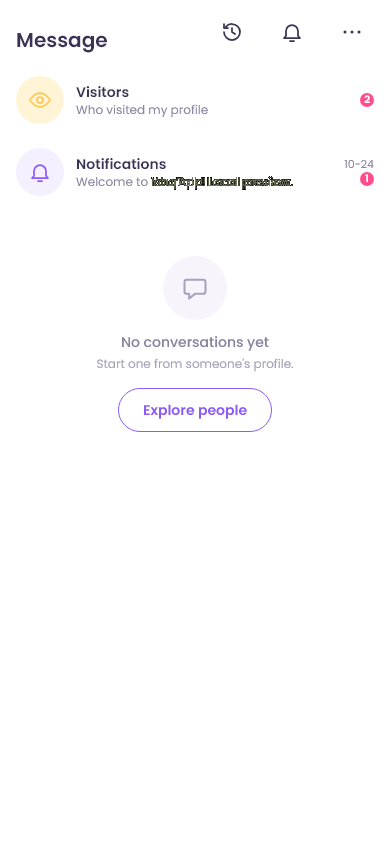 Message
Visitors
Who visited my profile
2
Notifications
10-24
Welcome to
1
No conversations yet
Start one from someone's profile.
Explore people